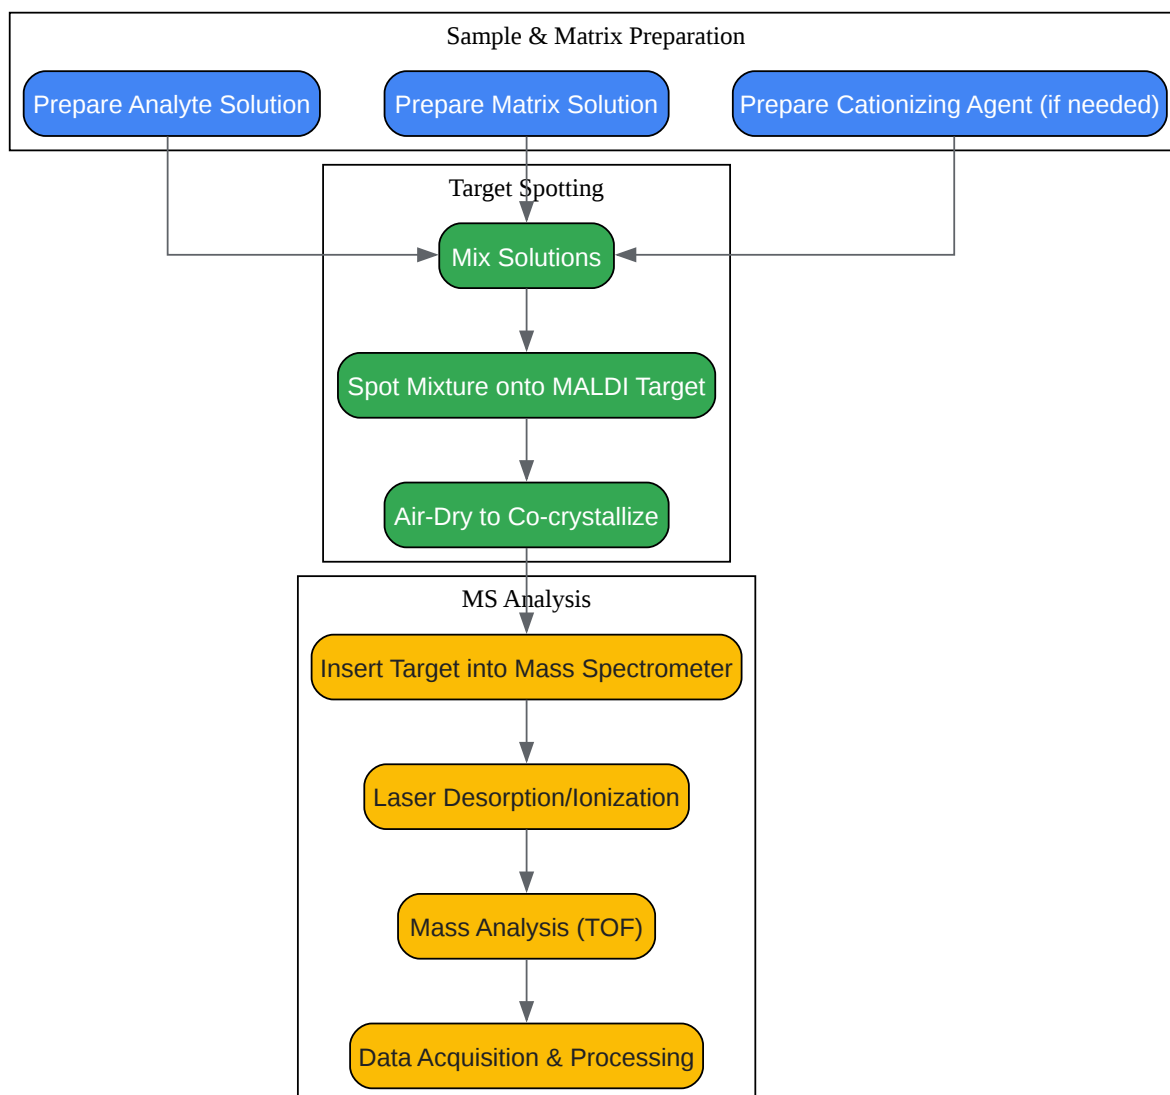 Sample & Matrix Preparation
Prepare Analyte Solution
Prepare Matrix Solution
Prepare Cationizing Agent (if needed)
Target Spotting
Mix Solutions
Spot Mixture onto MALDI Target
Air-Dry to Co-crystallize
MS Analysis
Insert Target into Mass Spectrometer
Laser Desorption/Ionization
Mass Analysis (TOF)
Data Acquisition & Processing